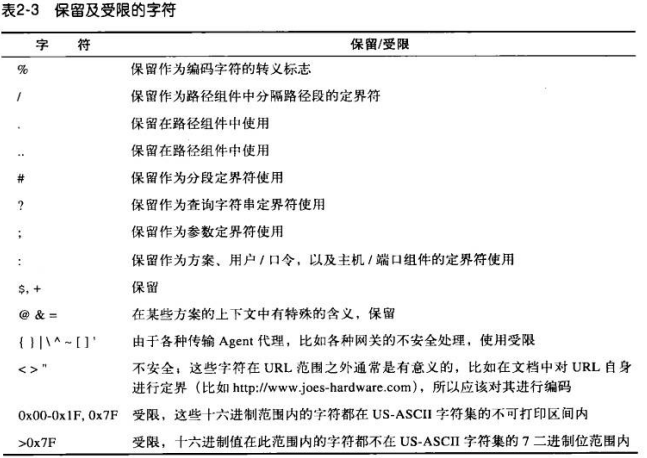 表2-3 保留及受限的字符
字 符 保留/受限
% 保留作为编码字符的转义标志
/ 保留作为路径组件中分隔路径段的定界符
. 保留在路径组件中使用
.. 保留在路径组件中使用
# 保留作为分段定界符使用
? 保留作为查询字符串定界符使用
; 保留作为参数定界符使用
: 保留作为方案、用户/口令，以及主机/端口组件的定界符使用
$, + 保留
@ & = 在某些方案的上下文中有特殊的含义，保留
{ } | \ ^ ~ [ ] ' 由于各种传输 Agent 代理，比如各种网关的不安全处理，使用受限
< > " 不安全；这些字符在 URL 范围之外通常是有意义的，比如在文档中对 URL 自身
进行定界（比如 http://www.joes-hardware.com），所以应该对其进行编码
0x00-0x1F, 0x7F 受限，这些十六进制范围内的字符都在 US-ASCII 字符集的不可打印区间内
>0x7F 受限，十六进制值在此范围内的字符都不在 US-ASCII 字符集的 7 二进制位范围内